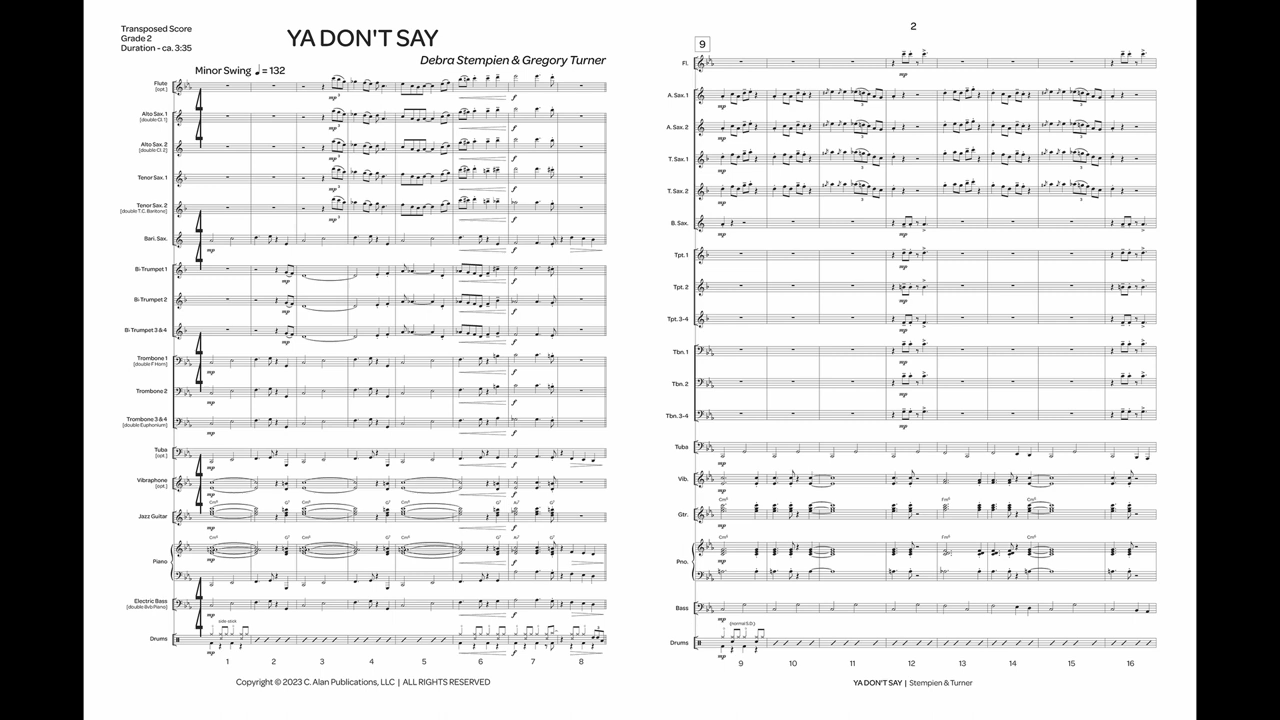 Transposed Score
Grade 2
Duration - ca. 3:35
YA DON'T SAY
Debra Stempien & Gregory Turner
Minor Swing ♩= 132
Flute
[opt.]
Alto Sax. 1
[double Cl. 1]
Alto Sax. 2
[double Cl. 2]
Tenor Sax. 1
Tenor Sax. 2
[double T.C. Baritone]
Bari. Sax.
B♭ Trumpet 1
B♭ Trumpet 2
B♭ Trumpet 3 & 4
Trombone 1
[double F Horn]
Trombone 2
Trombone 3 & 4
[double Euphonium]
Tuba
[opt.]
Vibraphone
[opt.]
Jazz Guitar
Piano
Electric Bass
[double 8vb Piano]
Drums
side stick
mp
f
1 2 3 4 5 6 7 8
Copyright © 2023 C. Alan Publications, LLC | ALL RIGHTS RESERVED
2
9
Fl.
A. Sax. 1
A. Sax. 2
T. Sax. 1
T. Sax. 2
B. Sax.
Tpt. 1
Tpt. 2
Tpt. 3-4
Tbn. 1
Tbn. 2
Tbn. 3-4
Tuba
Vib.
Gtr.
Pno.
Bass
Drums
(normal S.D.)
mp
9 10 11 12 13 14 15 16
YA DON'T SAY | Stempien & Turner